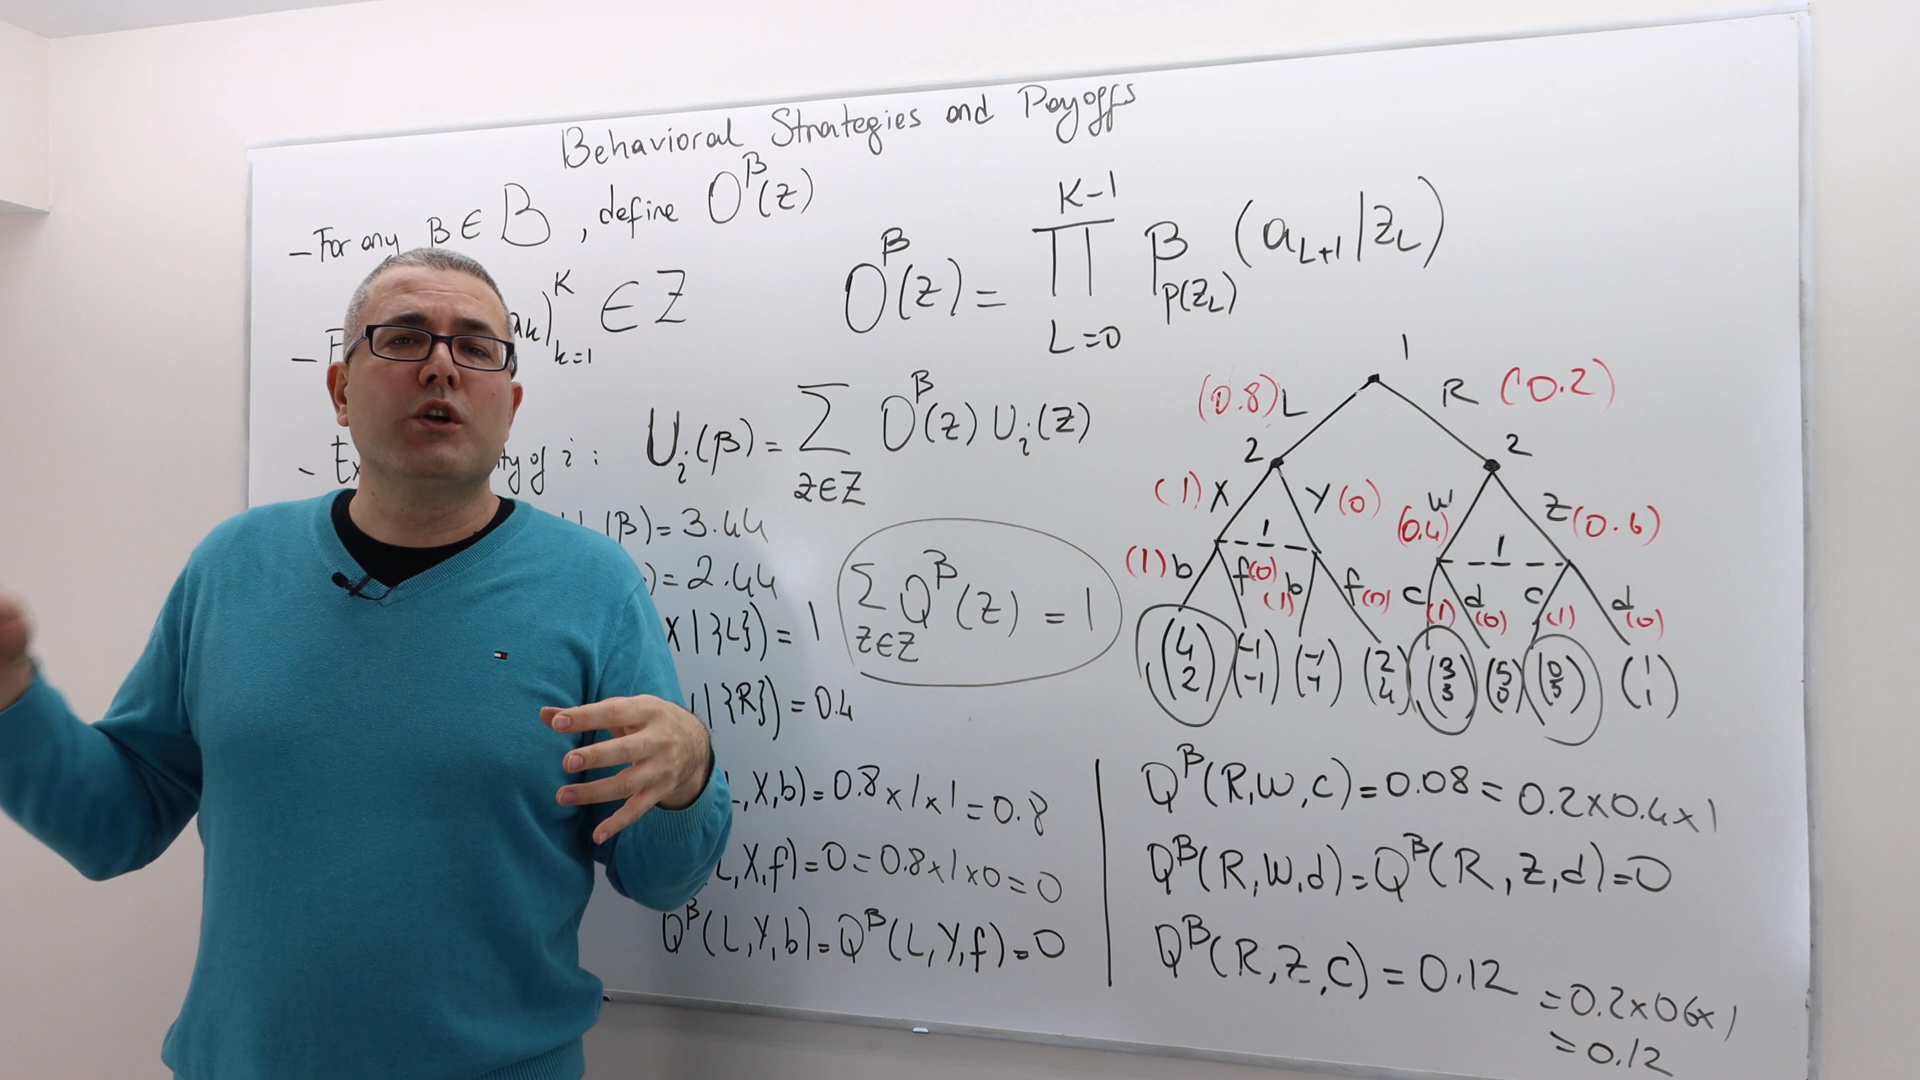 Behavioral Strategies and Payoffs
- For any β ∈ B, define O^β(z)
a_k)_{k=1}^K ∈ Z
O^β(z) = ∏_{L=0}^{K-1} β_{p(z_L)} (a_{L+1} | z_L)
of i : U_i(β) = Σ_{z∈Z} O^β(z) U_i(z)
(β) = 3.44
) = 2.44
X | {L}) = 1
| {R}) = 0.4
Σ_{z∈Z} Q^β(z) = 1
1
(0.8) L R (0.2)
2 2
(1) X Y (0) W (0.4) Z (0.6)
1 1
(1) b f (0) b (1) f (0) c (1) d (0) c (1) d (0)
(4 2) (-1 -1) (-1 -1) (2 4) (3 3) (5 0) (0 5) (1 1)
, X, b) = 0.8 x 1 x 1 = 0.8
L, X, f) = 0 = 0.8 x 1 x 0 = 0
Q^β(L, Y, b) = Q^β(L, Y, f) = 0
Q^β(R, W, C) = 0.08 = 0.2 x 0.4 x 1
Q^β(R, W, d) = Q^β(R, Z, d) = 0
Q^β(R, Z, C) = 0.12
= 0.2 x 0 6 x 1
= 0.12